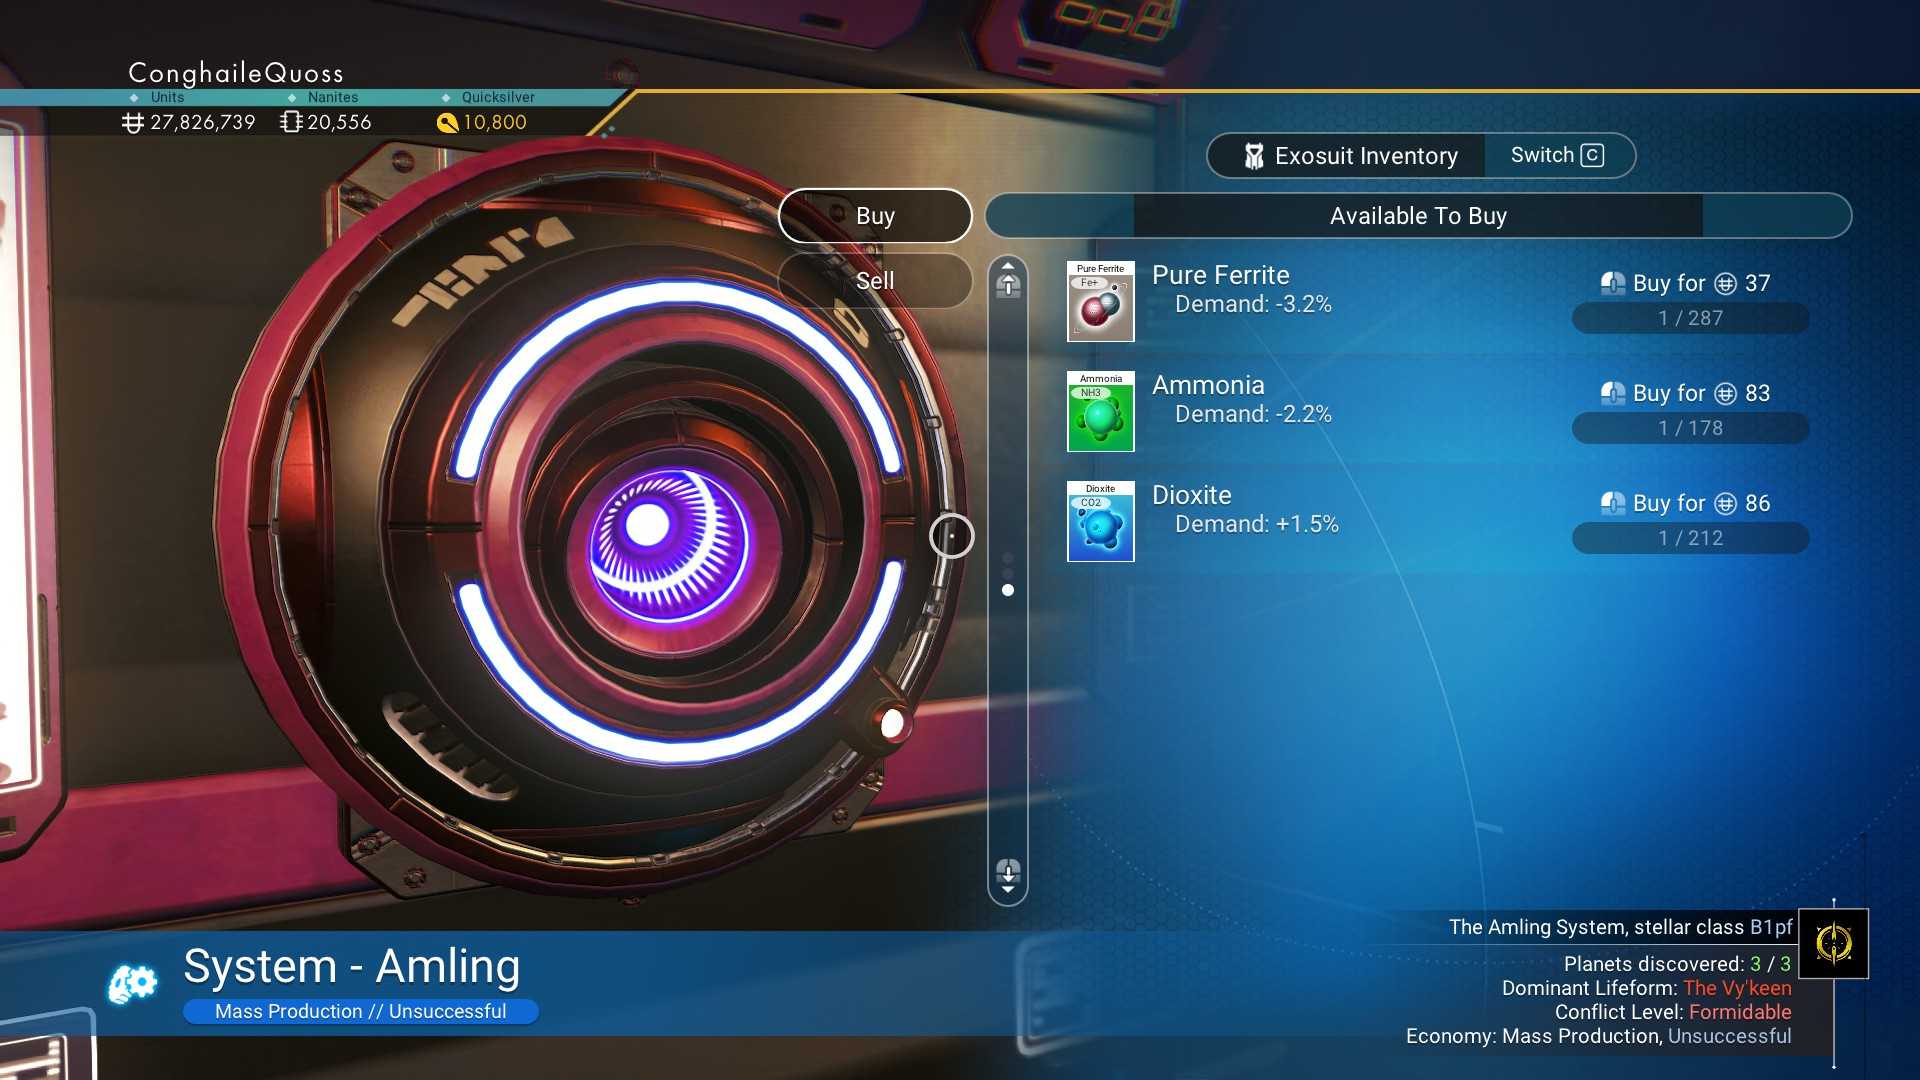 ConghaileQuoss
Units Nanites Quicksilver
27,826,739 20,556 10,800
Exosuit Inventory Switch C
Buy Available To Buy
Sell
Pure Ferrite
Fe+
Pure Ferrite
Demand: -3.2%
Buy for 37
1 / 287
Ammonia
NH3
Ammonia
Demand: -2.2%
Buy for 83
1 / 178
Dioxite
CO2
Dioxite
Demand: +1.5%
Buy for 86
1 / 212
System - Amling
Mass Production // Unsuccessful
The Amling System, stellar class B1pf
Planets discovered: 3 / 3
Dominant Lifeform: The Vy'keen
Conflict Level: Formidable
Economy: Mass Production, Unsuccessful